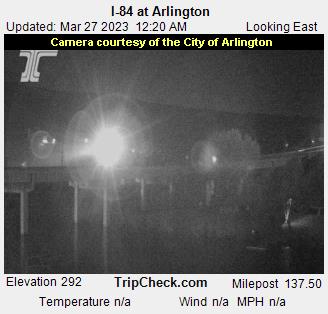 I-84 at Arlington
Updated: Mar 27 2023 12:20 AM Looking East
Camera courtesy of the City of Arlington
Elevation 292 TripCheck.com Milepost 137.50
Temperature n/a Wind n/a MPH n/a